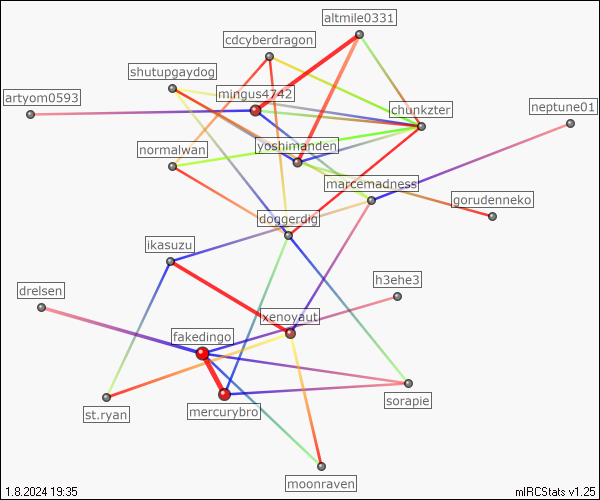 altmile0331
cdcyberdragon
shutupgaydog
mingus4742
artyom0593
chunkzter
neptune01
normalwan
yoshimanden
marcemadness
gorudenneko
doggerdig
ikasuzu
h3ehe3
drelsen
xenoyaut
fakedingo
mercurybro
sorapie
st.ryan
moonraven
1.8.2024 19:35
mIRCStats v1.25